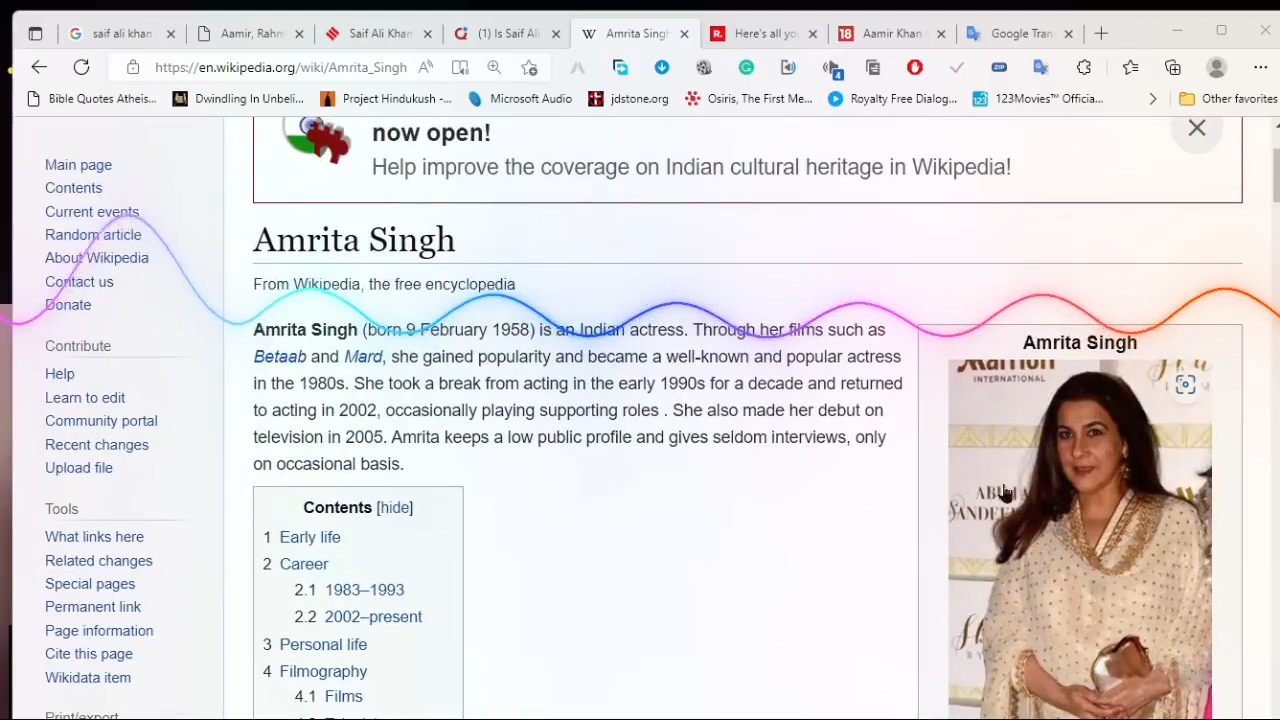 saif ali khan
Aamir, Rahm
Saif Ali Khan
(1) Is Saif Ali
Amrita Singh
Here's all you
Aamir Khan
Google Tran
https://en.wikipedia.org/wiki/Amrita_Singh
Bible Quotes Atheis...
Dwindling In Unbeli...
Project Hindukush -...
Microsoft Audio
jdstone.org
Osiris, The First Me...
Royalty Free Dialog...
123Movies™ Officia...
Other favorites
now open!
Help improve the coverage on Indian cultural heritage in Wikipedia!
Main page
Contents
Current events
Random article
About Wikipedia
Contact us
Donate
Contribute
Help
Learn to edit
Community portal
Recent changes
Upload file
Tools
What links here
Related changes
Special pages
Permanent link
Page information
Cite this page
Wikidata item
Print/export
Amrita Singh
From Wikipedia, the free encyclopedia
Amrita Singh (born 9 February 1958) is an Indian actress. Through her films such as
Betaab and Mard, she gained popularity and became a well-known and popular actress
in the 1980s. She took a break from acting in the early 1990s for a decade and returned
to acting in 2002, occasionally playing supporting roles . She also made her debut on
television in 2005. Amrita keeps a low public profile and gives seldom interviews, only
on occasional basis.
Contents [hide]
1 Early life
2 Career
2.1 1983–1993
2.2 2002–present
3 Personal life
4 Filmography
4.1 Films
Amrita Singh
Marriott
INTERNATIONAL